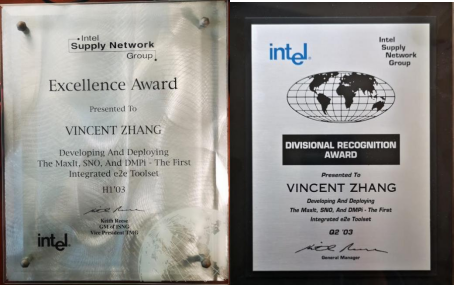 Intel
Supply Network
Group
Excellence Award
Presented To
VINCENT ZHANG
Developing And Deploying
The MaxIt, SNO, And DMPi - The First
Integrated e2e Toolset
H1'03
Keith Reese
GM of ISNG
Vice President TMG
intel
intel
Intel
Supply
Network
Group
DIVISIONAL RECOGNITION
AWARD
Presented To
VINCENT ZHANG
Developing And Deploying
The MaxIt, SNO, And DMPi - The First
Integrated e2e Toolset
Q2 '03
General Manager